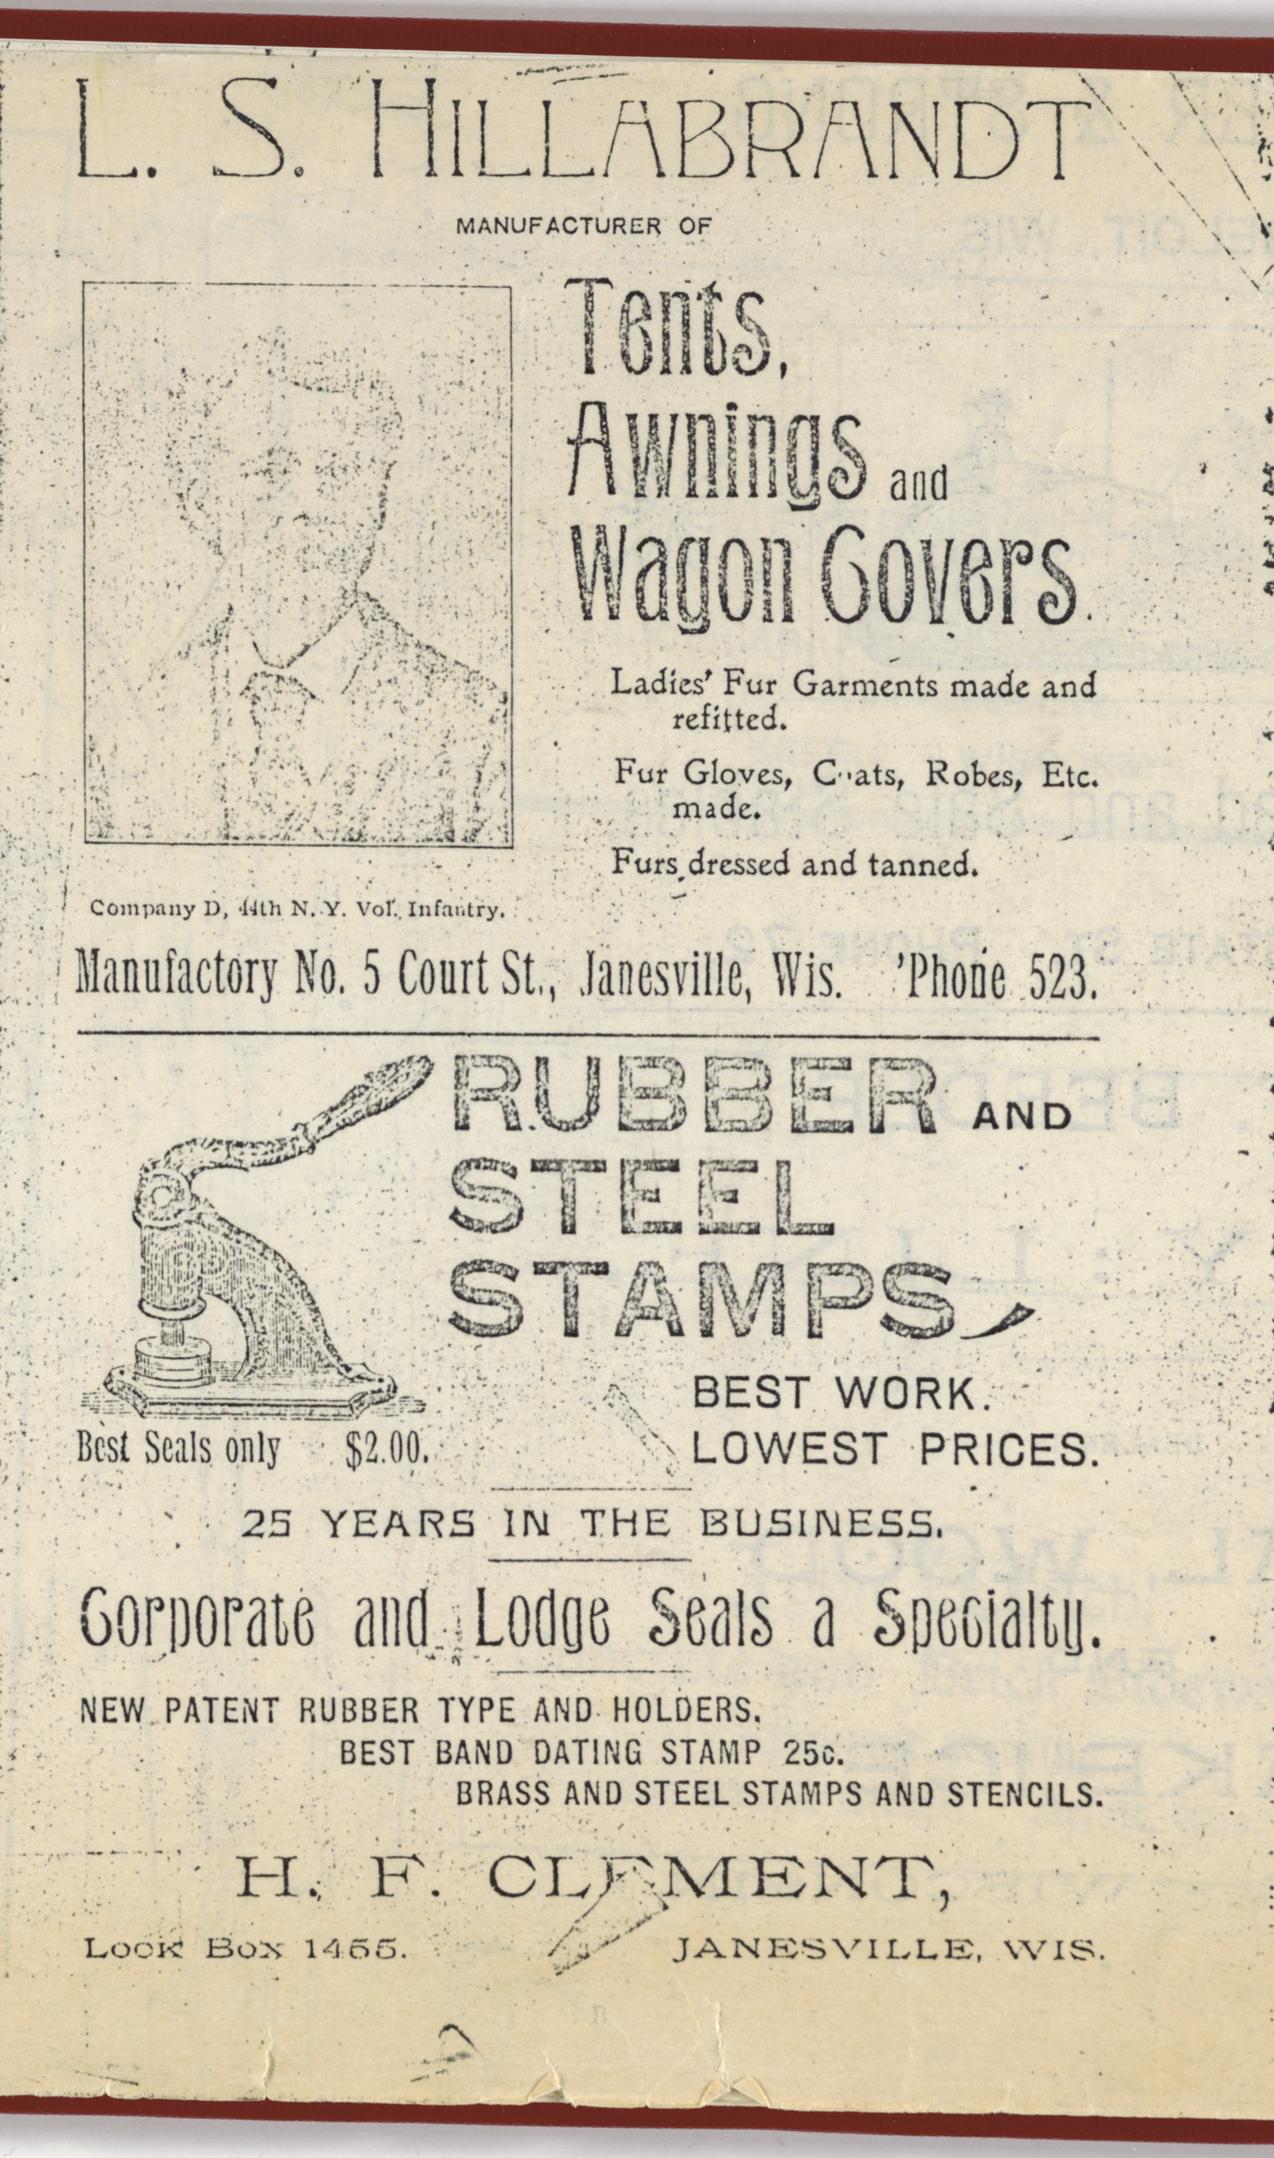 L. S. HILLABRANDT
MANUFACTURER OF
Tents,
Awnings and
Wagon Covers.
Ladies' Fur Garments made and
refitted.
Fur Gloves, Coats, Robes, Etc.
made.
Furs dressed and tanned.
Company D, 44th N. Y. Vol. Infantry.
Manufactory No. 5 Court St., Janesville, Wis. 'Phone 523.
RUBBER AND
STEEL
STAMPS,
BEST WORK.
LOWEST PRICES.
Best Seals only $2.00.
25 YEARS IN THE BUSINESS.
Corporate and Lodge Seals a Specialty.
NEW PATENT RUBBER TYPE AND HOLDERS.
BEST BAND DATING STAMP 25c.
BRASS AND STEEL STAMPS AND STENCILS.
H. F. CLEMENT,
Lock Box 1455. JANESVILLE, WIS.